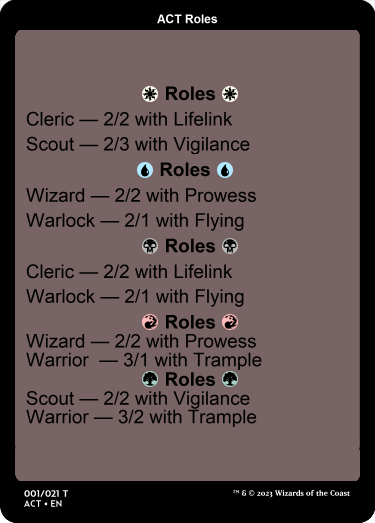 ACT Roles
Roles
Cleric — 2/2 with Lifelink
Scout — 2/3 with Vigilance
Roles
Wizard — 2/2 with Prowess
Warlock — 2/1 with Flying
Roles
Cleric — 2/2 with Lifelink
Warlock — 2/1 with Flying
Roles
Wizard — 2/2 with Prowess
Warrior — 3/1 with Trample
Roles
Scout — 2/2 with Vigilance
Warrior — 3/2 with Trample
001/021 T
ACT • EN
™ & © 2023 Wizards of the Coast